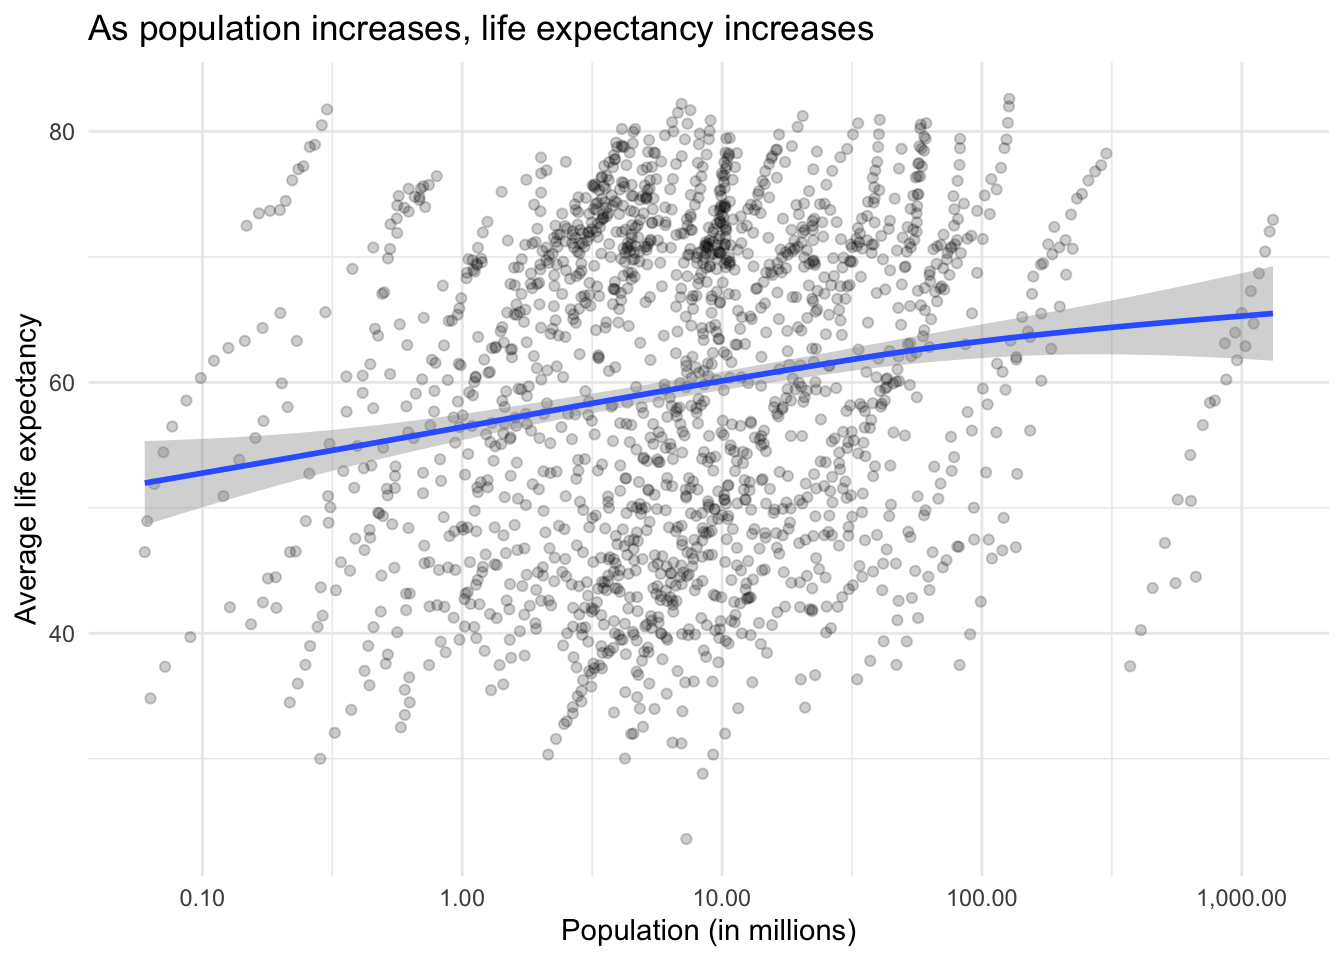 As population increases, life expectancy increases
Average life expectancy
80
60
40
0.10
1.00
10.00
100.00
1,000.00
Population (in millions)